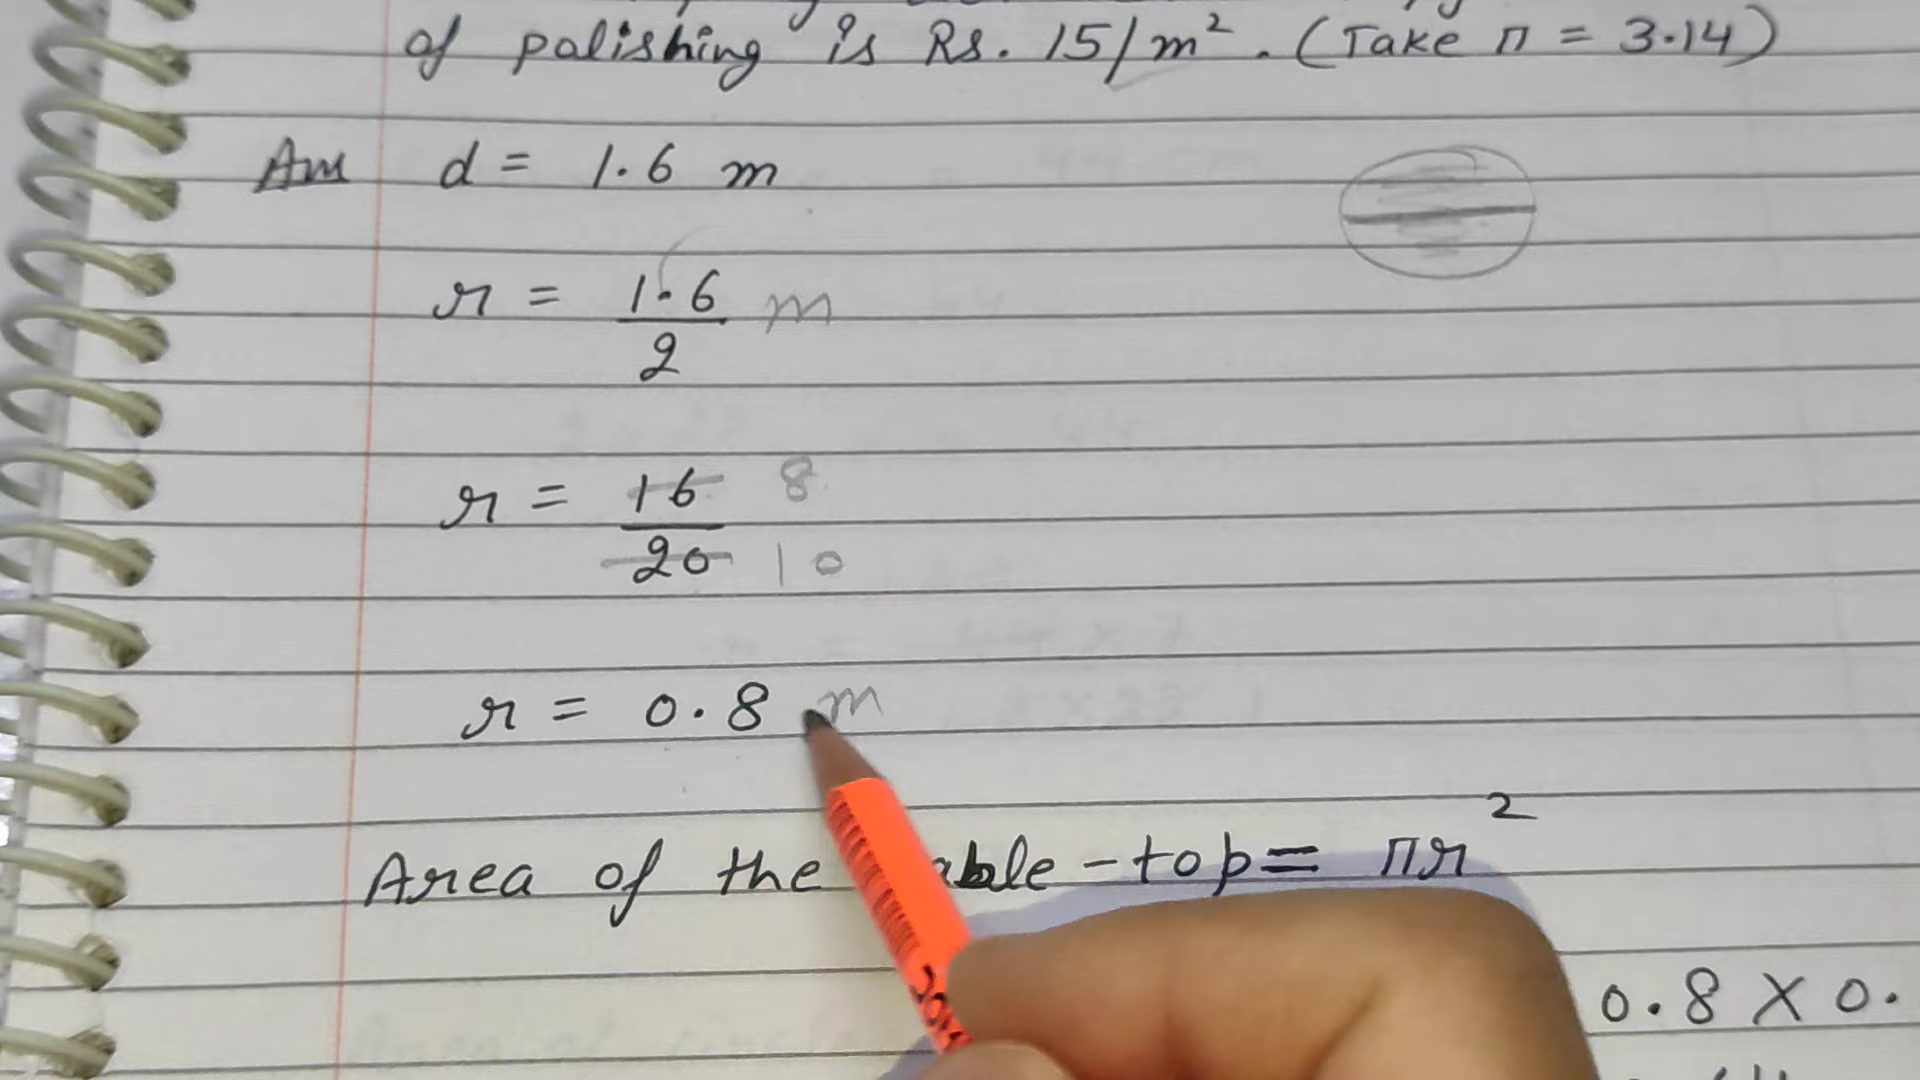 of polishing is Rs. 15/m². (Take π = 3.14)
Ans d = 1.6 m
r = 1.6/2 m
r = 16/20 8/10
r = 0.8 m
Area of the table-top = πr²
0.8 × 0.